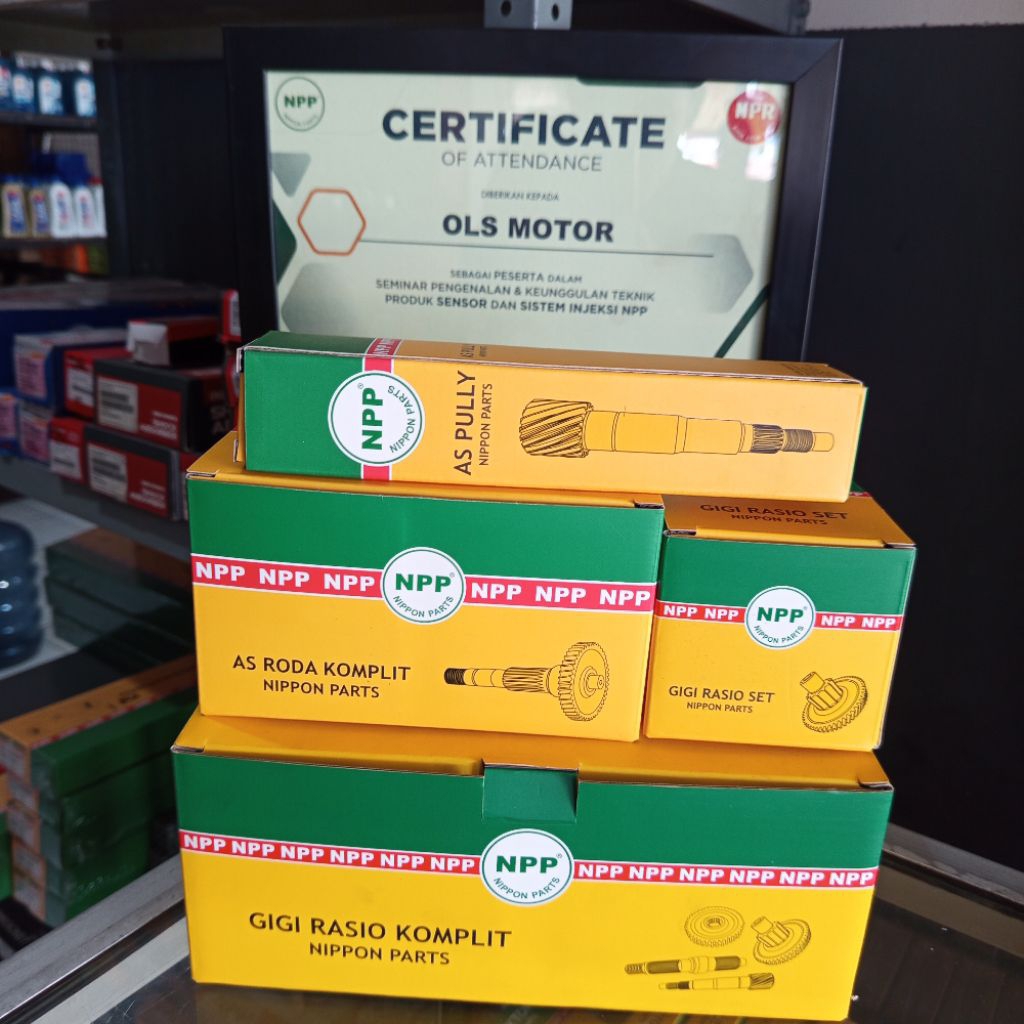 NPP
NPR
CERTIFICATE
OF ATTENDANCE
DIBERIKAN KEPADA
OLS MOTOR
SEBAGAI PESERTA DALAM
SEMINAR PENGENALAN & KEUNGGULAN TEKNIK
PRODUK SENSOR DAN SISTEM INJEKSI NPP
NPP
NIPPON PARTS
AS PULLY
NIPPON PARTS
GIGI RASIO SET
NIPPON PARTS
NPP NPP NPP NPP® NPP NPP NPP
NIPPON PARTS
AS RODA KOMPLIT
NIPPON PARTS
NPP NPP NPP® NPP NPP
NIPPON PARTS
GIGI RASIO SET
NIPPON PARTS
NPP NPP NPP NPP NPP NPP NPP® NPP NPP NPP NPP NPP NPP
NIPPON PARTS
GIGI RASIO KOMPLIT
NIPPON PARTS